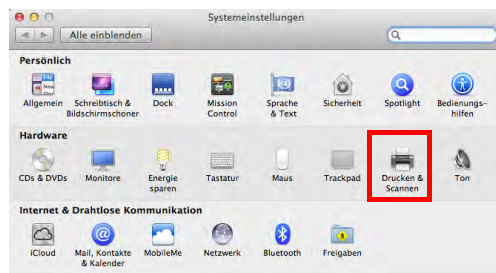 Systemeinstellungen
Alle einblenden
Persönlich
Allgemein
Schreibtisch &
Bildschirmschoner
Dock
Mission
Control
Sprache
& Text
Sicherheit
Spotlight
Bedienungs-
hilfen
Hardware
CDs & DVDs
Monitore
Energie
sparen
Tastatur
Maus
Trackpad
Drucken &
Scannen
Ton
Internet & Drahtlose Kommunikation
iCloud
Mail, Kontakte
& Kalender
MobileMe
Netzwerk
Bluetooth
Freigaben